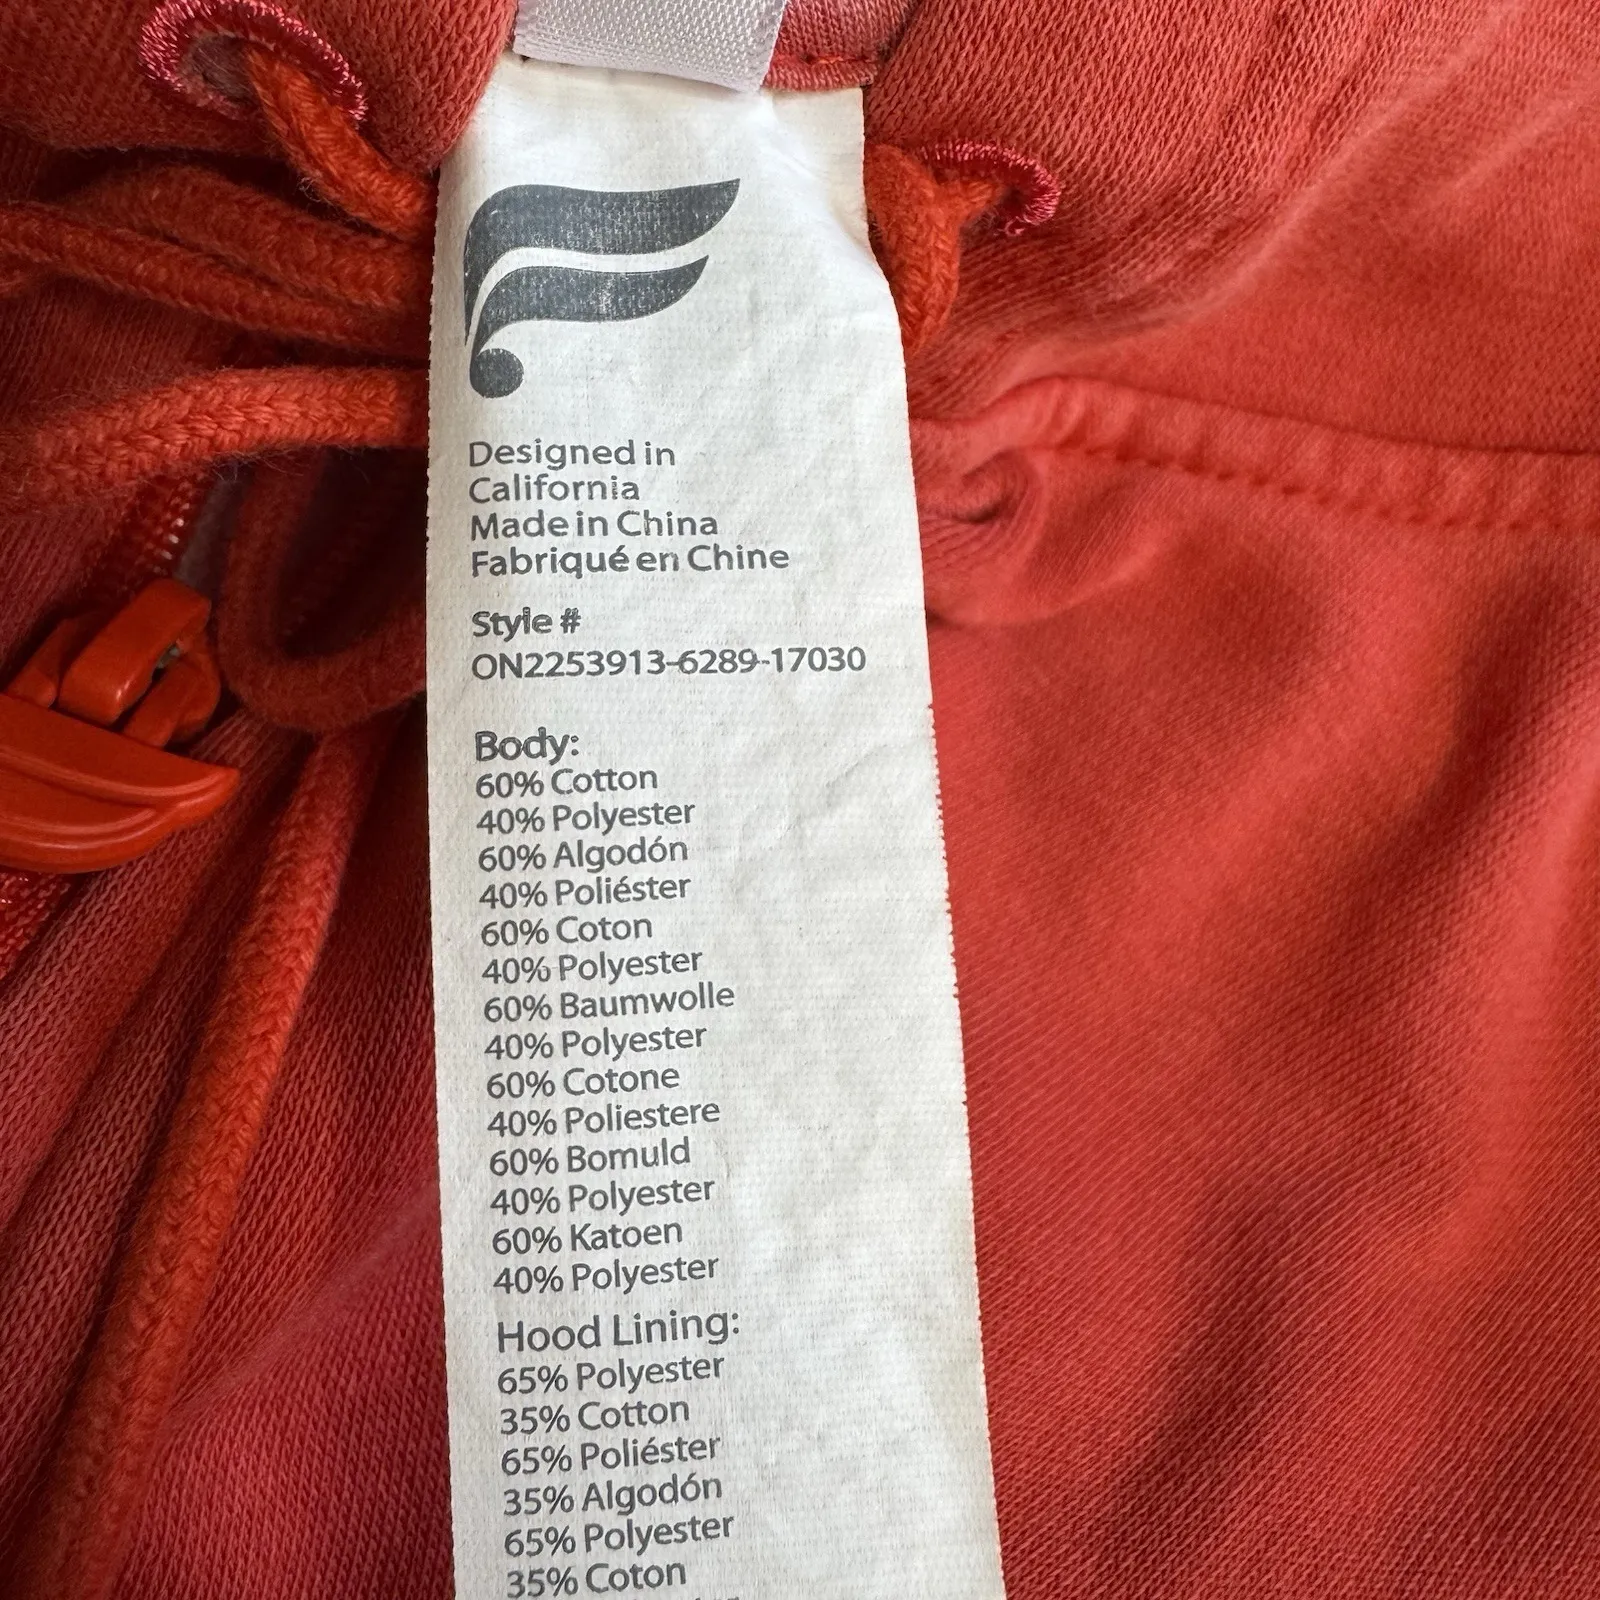 Designed in
California
Made in China
Fabriqué en Chine
Style #
ON2253913-6289-17030
Body:
60% Cotton
40% Polyester
60% Algodón
40% Poliéster
60% Coton
40% Polyester
60% Baumwolle
40% Polyester
60% Cotone
40% Poliestere
60% Bomuld
40% Polyester
60% Katoen
40% Polyester
Hood Lining:
65% Polyester
35% Cotton
65% Poliéster
35% Algodón
65% Polyester
35% Coton